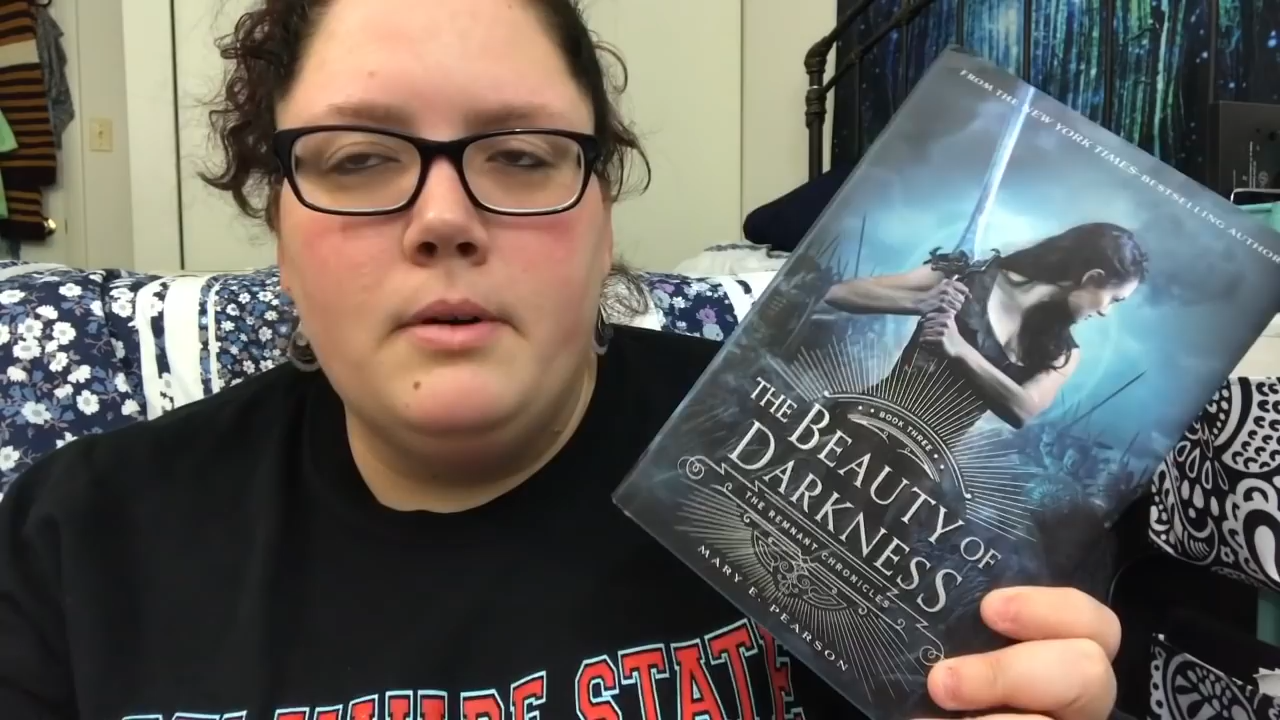 FROM THE NEW YORK TIMES-BESTSELLING AUTHOR
BOOK THREE
THE BEAUTY OF
DARKNESS
THE REMNANT CHRONICLES
MARY E. PEARSON
DELAWARE STATE